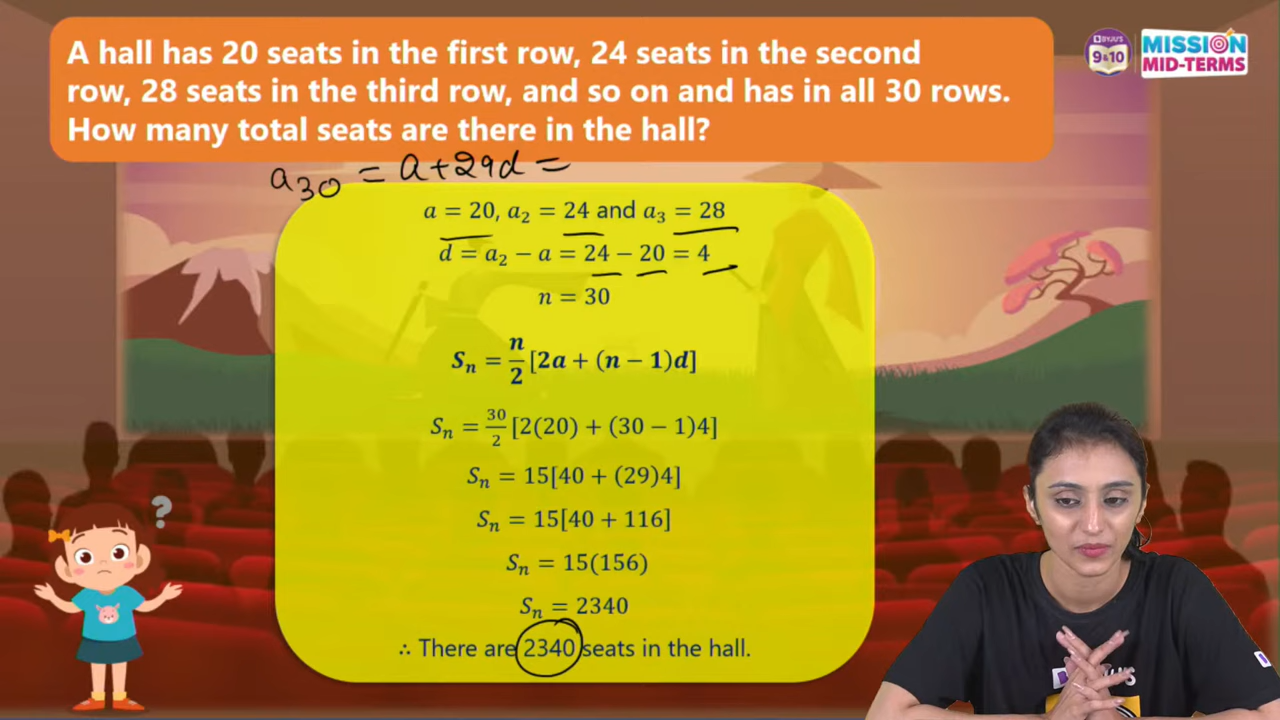 A hall has 20 seats in the first row, 24 seats in the second
row, 28 seats in the third row, and so on and has in all 30 rows.
How many total seats are there in the hall?
BYJU'S
9&10
MISSION
MID-TERMS
a₃₀ = a+29d =
a = 20, a₂ = 24 and a₃ = 28
d = a₂ − a = 24 − 20 = 4
n = 30
Sₙ = n/2 [2a + (n − 1)d]
Sₙ = 30/2 [2(20) + (30 − 1)4]
Sₙ = 15[40 + (29)4]
Sₙ = 15[40 + 116]
Sₙ = 15(156)
Sₙ = 2340
∴ There are 2340 seats in the hall.
?